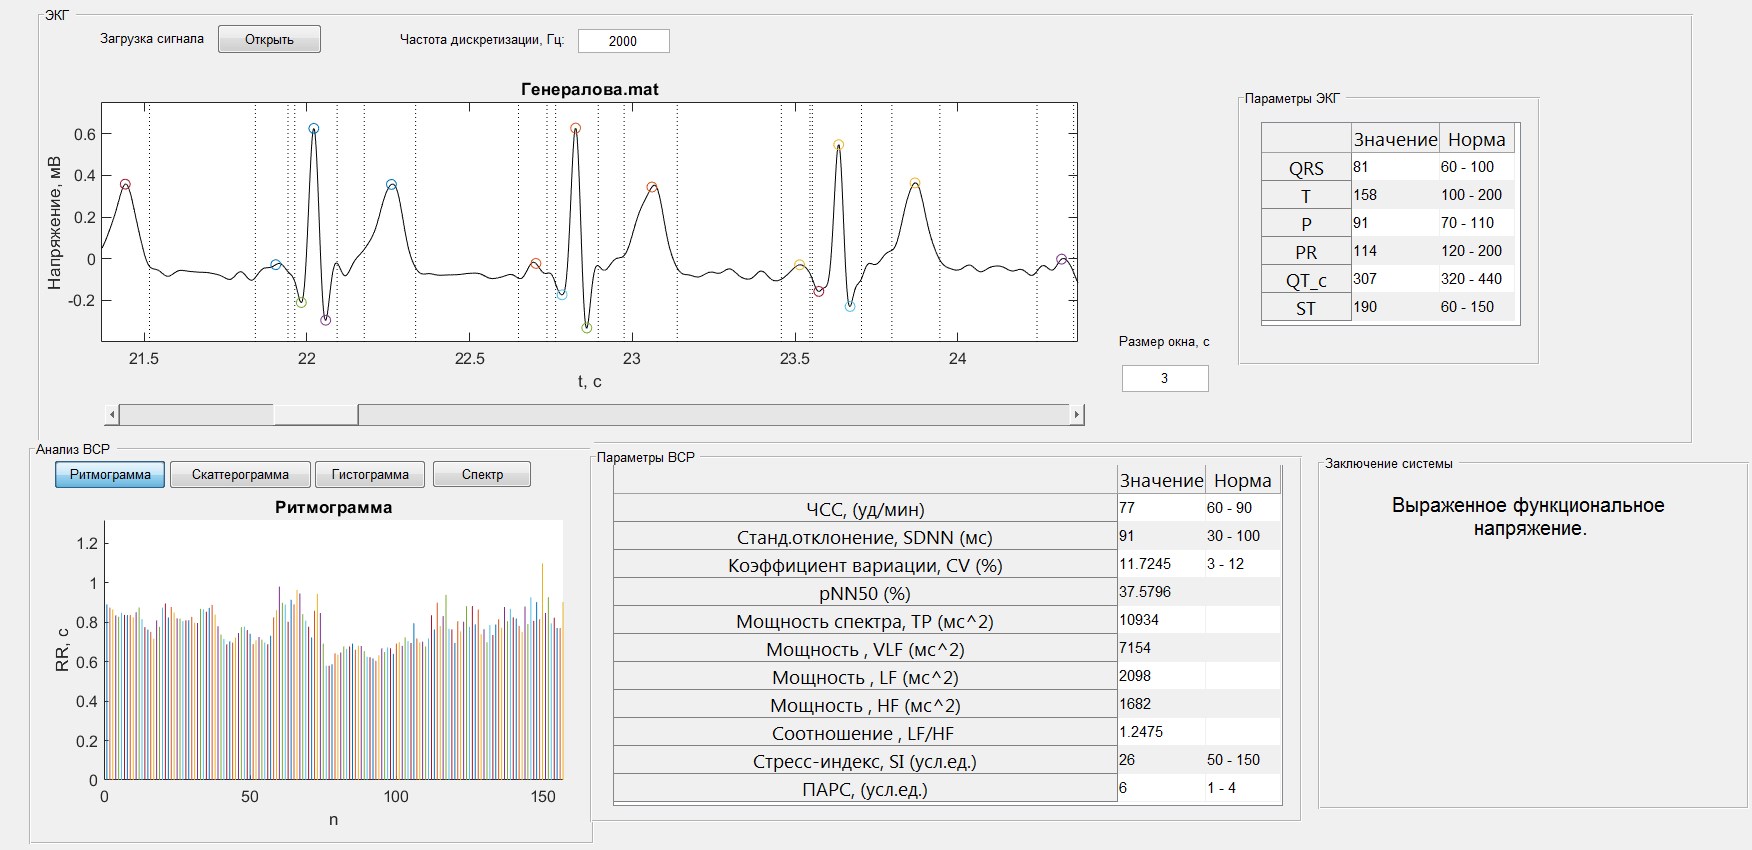 ЭКГ
Загрузка сигнала Открыть Частота дискретизации, Гц: 2000
Генералова.mat
Напряжение, мВ
0.6
0.4
0.2
0
-0.2
21.5 22 22.5 23 23.5 24
t, с
Размер окна, с
3
Параметры ЭКГ
Значение Норма
QRS 81 60 - 100
T 158 100 - 200
P 91 70 - 110
PR 114 120 - 200
QT_c 307 320 - 440
ST 190 60 - 150
Анализ ВСР
Ритмограмма Скаттерограмма Гистограмма Спектр
Ритмограмма
RR, с
1.2
1
0.8
0.6
0.4
0.2
0
0 50 100 150
n
Параметры ВСР
Значение Норма
ЧСС, (уд/мин) 77 60 - 90
Станд.отклонение, SDNN (мс) 91 30 - 100
Коэффициент вариации, CV (%) 11.7245 3 - 12
pNN50 (%) 37.5796
Мощность спектра, TP (мс^2) 10934
Мощность , VLF (мс^2) 7154
Мощность , LF (мс^2) 2098
Мощность , HF (мс^2) 1682
Соотношение , LF/HF 1.2475
Стресс-индекс, SI (усл.ед.) 26 50 - 150
ПАРС, (усл.ед.) 6 1 - 4
Заключение системы
Выраженное функциональное
напряжение.